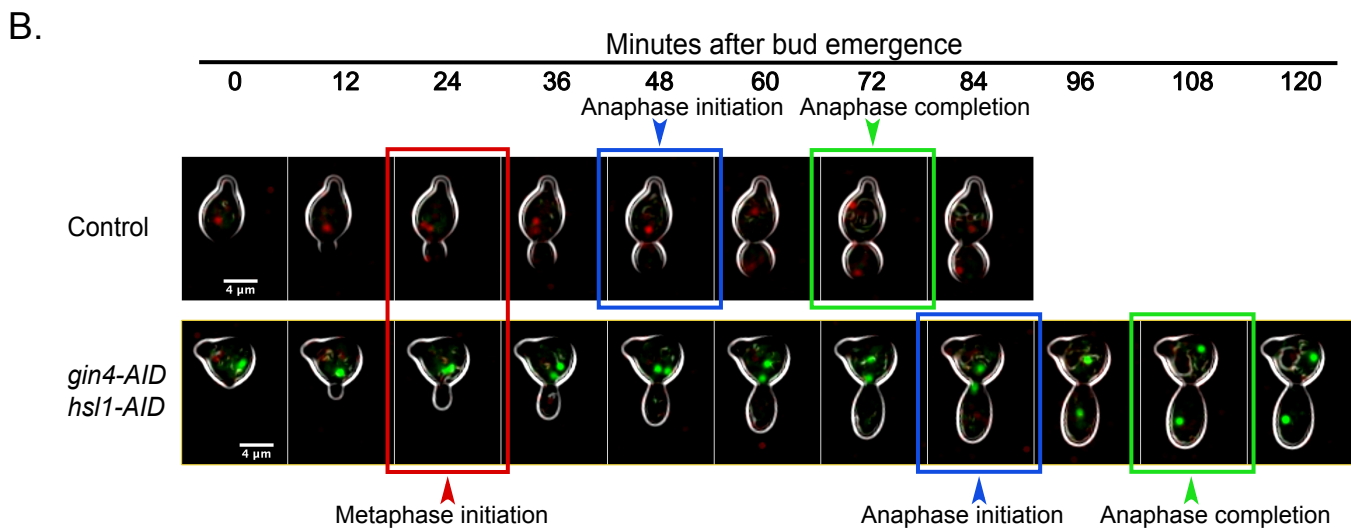 B.
Minutes after bud emergence
0 12 24 36 48 60 72 84 96 108 120
Anaphase initiation Anaphase completion
Control
4 μm
gin4-AID
hsl1-AID
4 μm
Metaphase initiation Anaphase initiation Anaphase completion